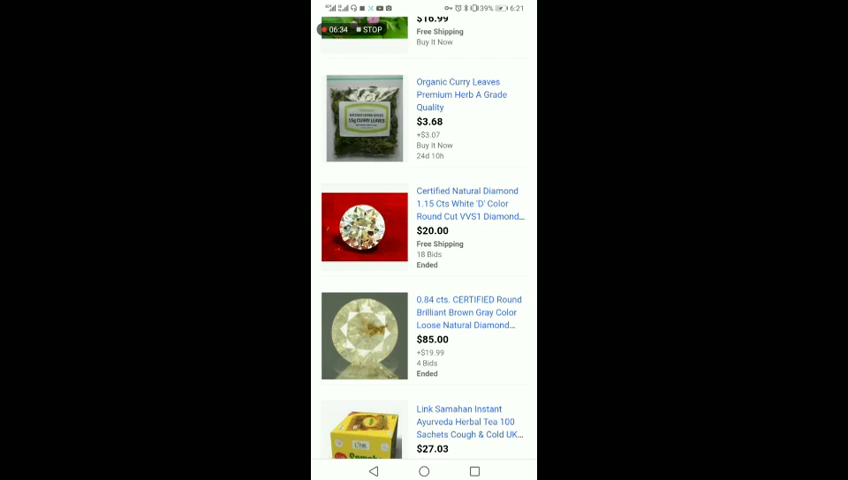 39% 6:21
$16.99
06:34 STOP
Free Shipping
Buy It Now
Organic Curry Leaves
Premium Herb A Grade
Quality
$3.68
+$3.07
Buy It Now
24d 10h
15g CURRY LEAVES
Certified Natural Diamond
1.15 Cts White 'D' Color
Round Cut VVS1 Diamond...
$20.00
Free Shipping
18 Bids
Ended
0.84 cts. CERTIFIED Round
Brilliant Brown Gray Color
Loose Natural Diamond...
$85.00
+$19.99
4 Bids
Ended
Link Samahan Instant
Ayurveda Herbal Tea 100
Sachets Cough & Cold UK...
$27.03